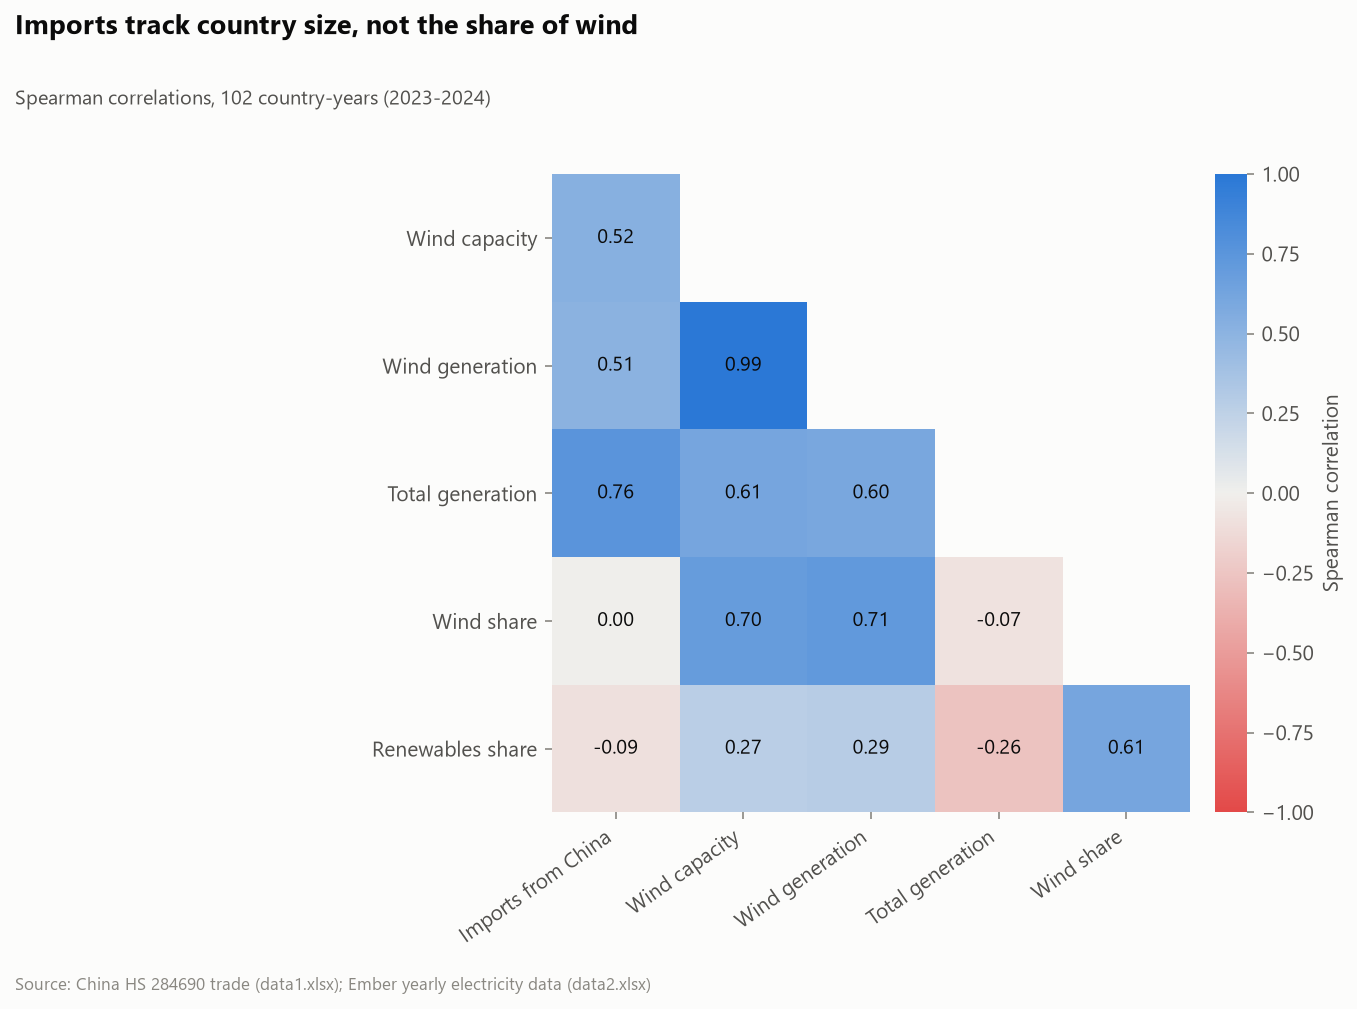 Imports track country size, not the share of wind
Spearman correlations, 102 country-years (2023-2024)
Wind capacity
0.52
Wind generation
0.51 0.99
Total generation
0.76 0.61 0.60
Wind share
0.00 0.70 0.71 -0.07
Renewables share
-0.09 0.27 0.29 -0.26 0.61
Imports from China
Wind capacity
Wind generation
Total generation
Wind share
1.00
0.75
0.50
0.25
0.00
−0.25
−0.50
−0.75
−1.00
Spearman correlation
Source: China HS 284690 trade (data1.xlsx); Ember yearly electricity data (data2.xlsx)